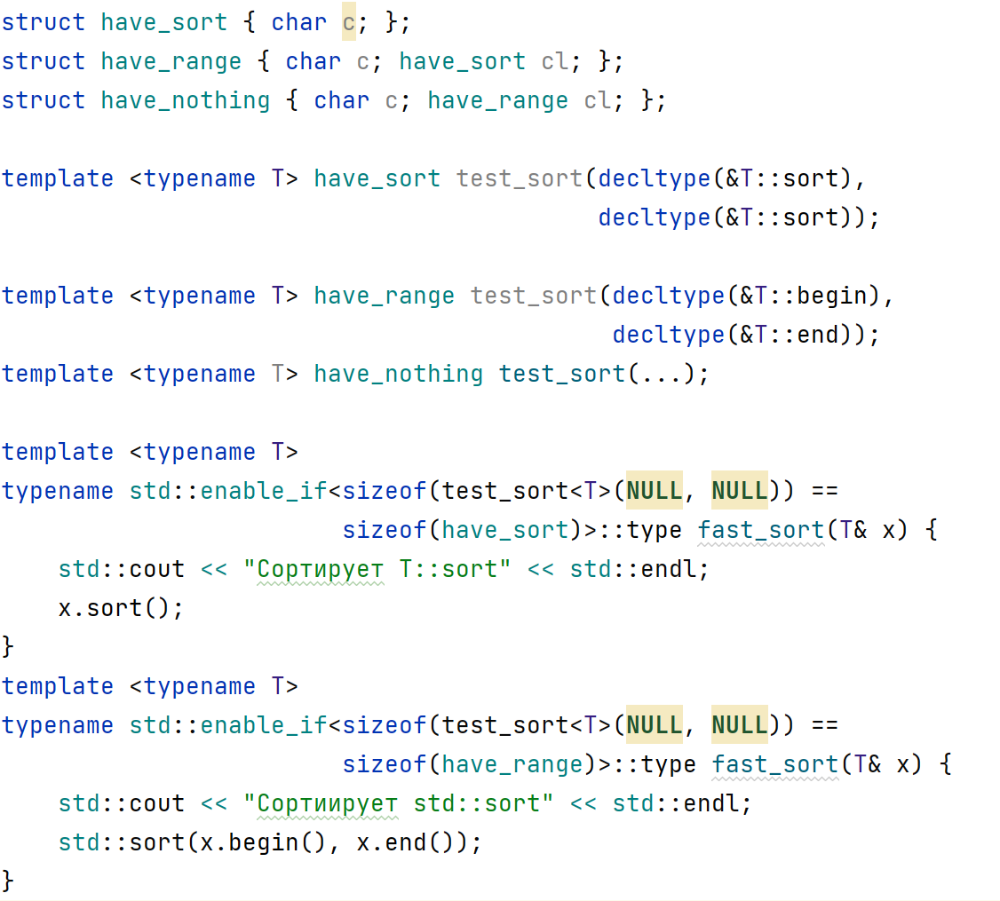 struct have_sort { char c; };
struct have_range { char c; have_sort cl; };
struct have_nothing { char c; have_range cl; };
template <typename T> have_sort test_sort(decltype(&T::sort),
decltype(&T::sort));
template <typename T> have_range test_sort(decltype(&T::begin),
decltype(&T::end));
template <typename T> have_nothing test_sort(...);
template <typename T>
typename std::enable_if<sizeof(test_sort<T>(NULL, NULL)) ==
sizeof(have_sort)>::type fast_sort(T& x) {
std::cout << "Сортирует T::sort" << std::endl;
x.sort();
}
template <typename T>
typename std::enable_if<sizeof(test_sort<T>(NULL, NULL)) ==
sizeof(have_range)>::type fast_sort(T& x) {
std::cout << "Сортиирует std::sort" << std::endl;
std::sort(x.begin(), x.end());
}